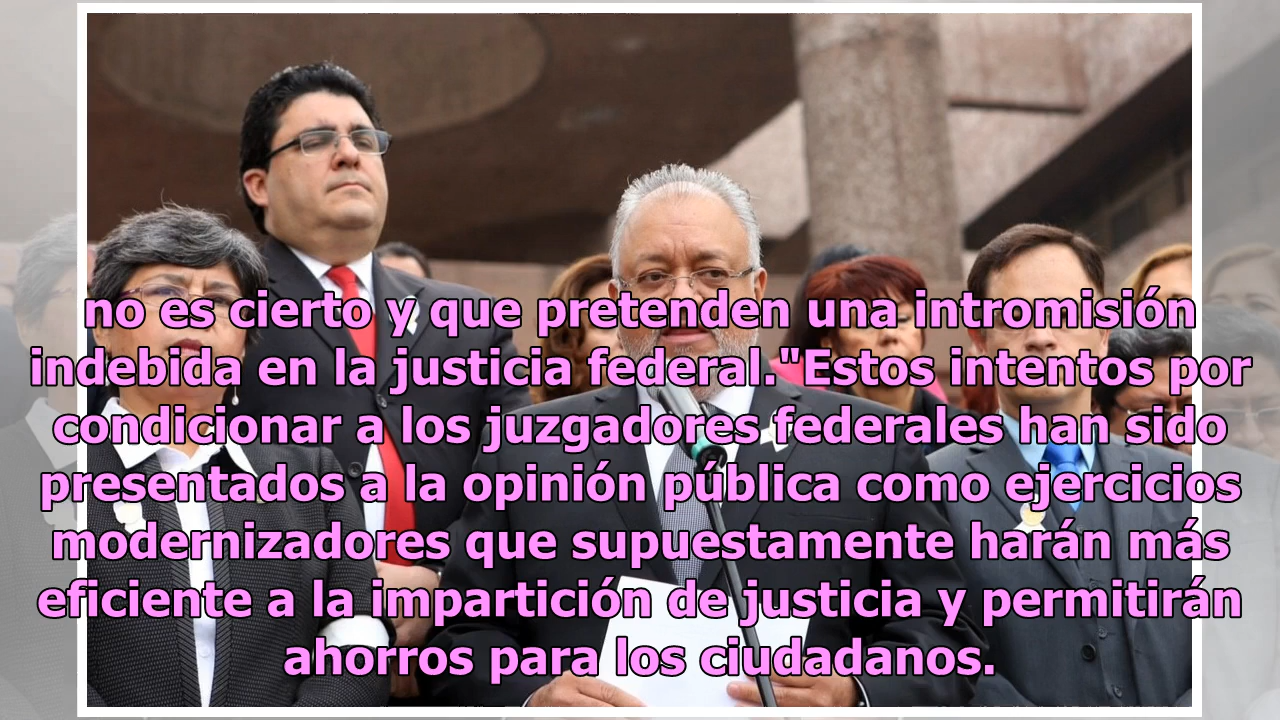 no es cierto y que pretenden una intromisión
indebida en la justicia federal."Estos intentos por
condicionar a los juzgadores federales han sido
presentados a la opinión pública como ejercicios
modernizadores que supuestamente harán más
eficiente a la impartición de justicia y permitirán
ahorros para los ciudadanos.